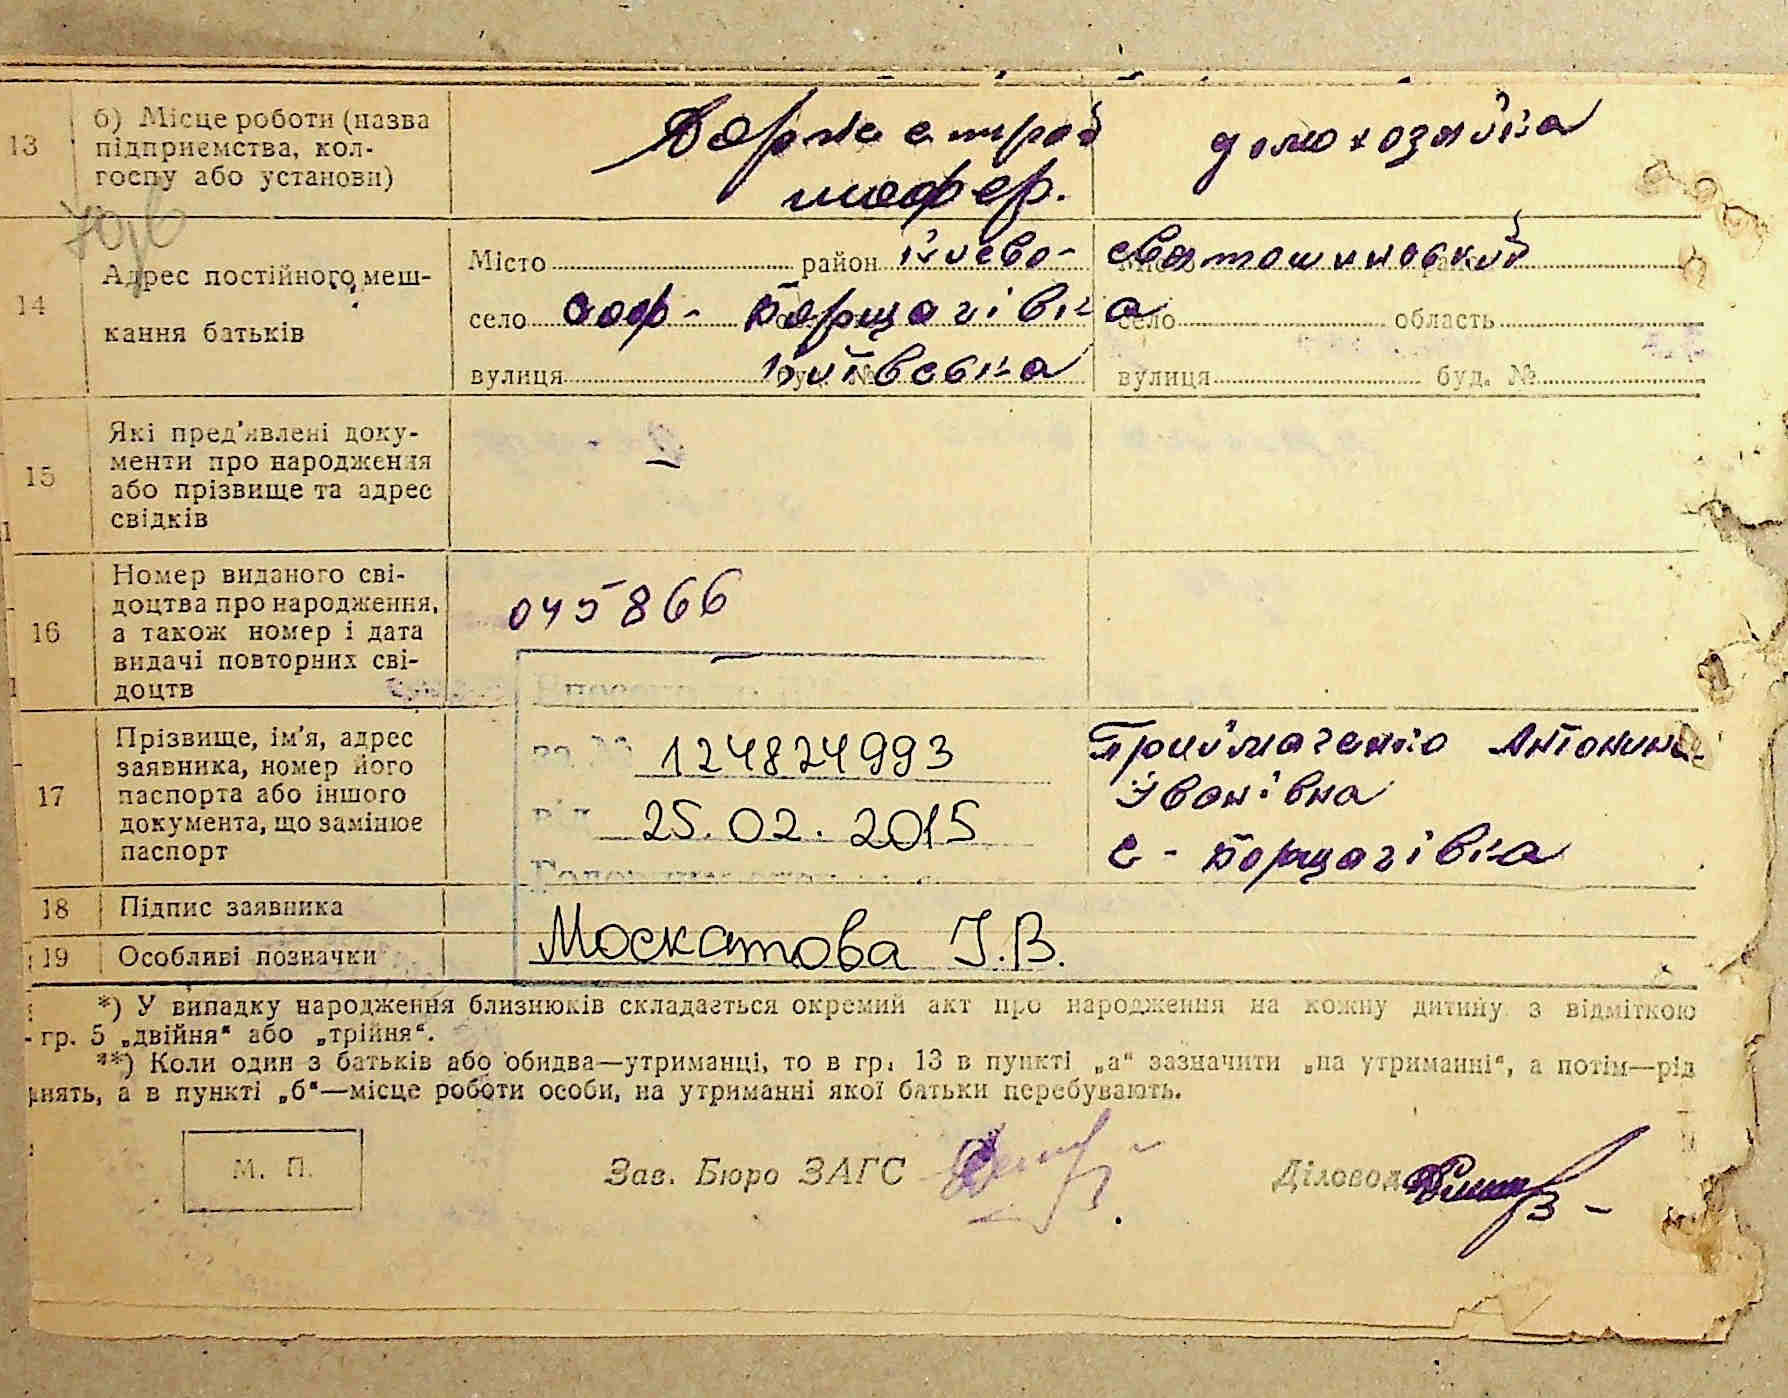 13 б) Місце роботи (назва підприємства, колгоспу або установи)
шофер.
домохозяйка
14 Адрес постійного мешкання батьків
Місто район Києво- Святошинський
село Соф- Борщагівка
вулиця Київська
село область
вулиця буд. №
15 Які пред'явлені документи про народження або прізвище та адрес свідків
16 Номер виданого свідоцтва про народження, а також номер і дата видачі повторних свідоцтв
045866
17 Прізвище, ім'я, адрес заявника, номер його паспорта або іншого документа, що замінює паспорт
124824993
від 25.02.2015
Приймаченко Антонина
Іванівна
С - Борщагівка
18 Підпис заявника
Москатова І.В.
19 Особливі позначки
*) У випадку народження близнюків складається окремий акт про народження на кожну дитину з відміткою
гр. 5 „двійня“ або „трійня“.
**) Коли один з батьків або обидва—утриманці, то в гр. 13 в пункті „а“ зазначити „на утриманні“, а потім—рід
нять, а в пункті „б“—місце роботи особи, на утриманні якої батьки перебувають.
М. П.
Зав. Бюро ЗАГС
Діловод